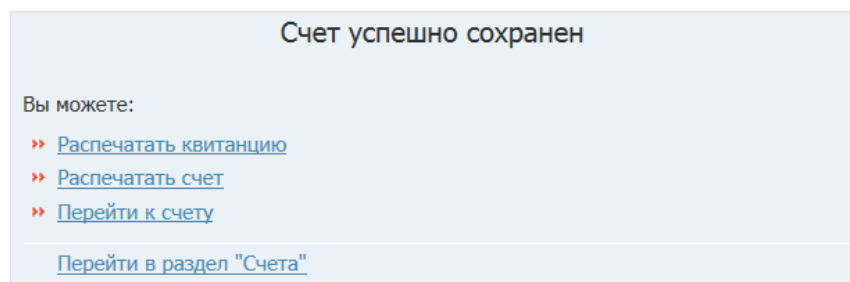 Счет успешно сохранен
Вы можете:
Распечатать квитанцию
Распечатать счет
Перейти к счету
Перейти в раздел "Счета"